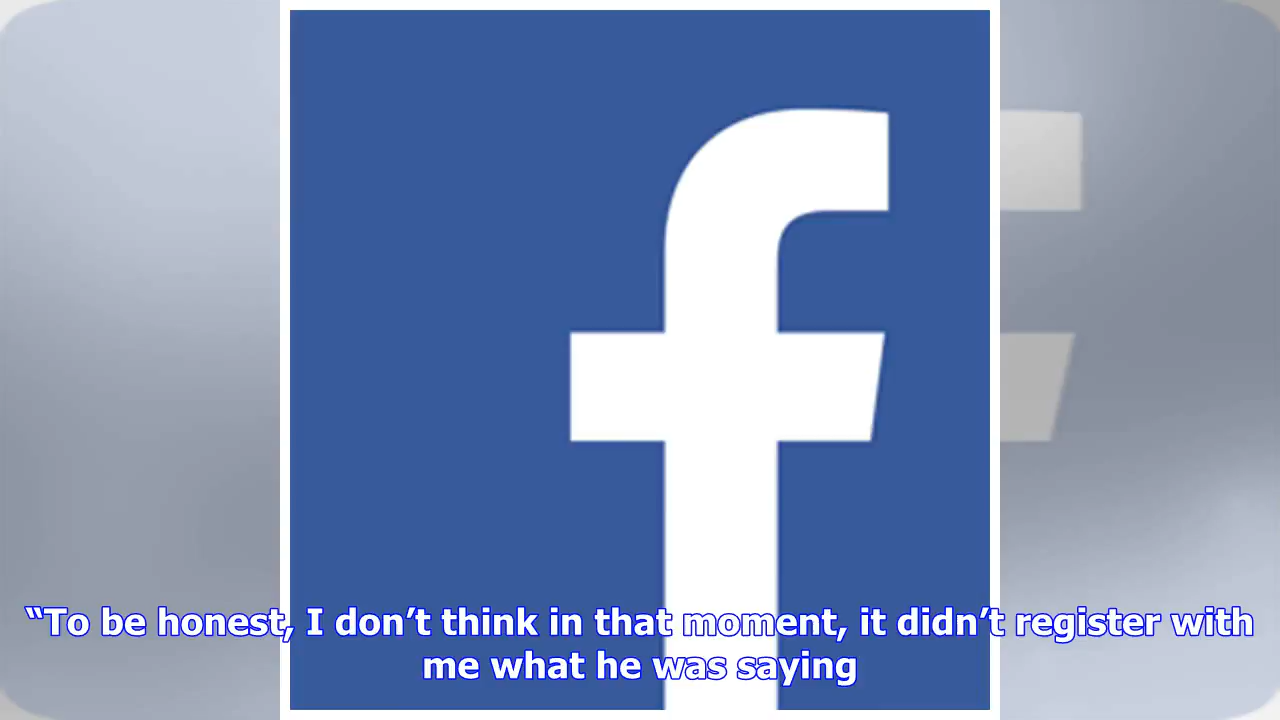 f
“To be honest, I don’t think in that moment, it didn’t register with
me what he was saying